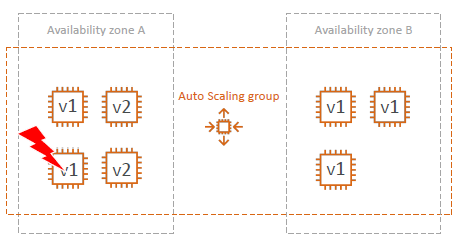 Availability zone A
Availability zone B
Auto Scaling group
v1 v2 v1 v1
v1 v2 v1